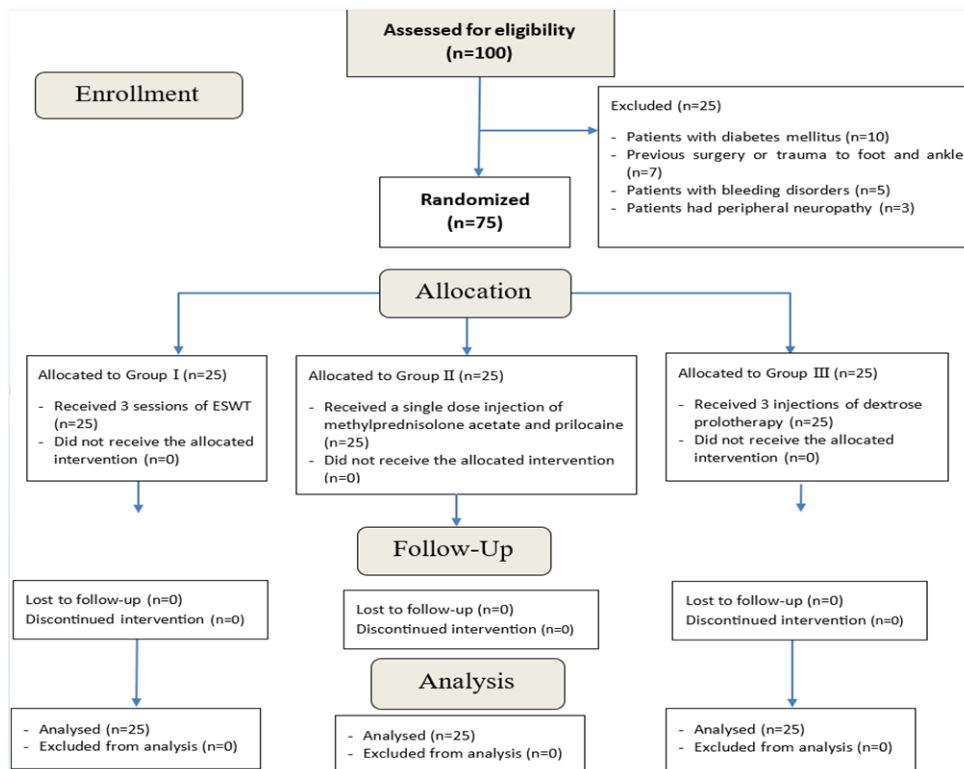 Assessed for eligibility
(n=100)
Enrollment
Excluded (n=25)
- Patients with diabetes mellitus (n=10)
- Previous surgery or trauma to foot and ankle
(n=7)
- Patients with bleeding disorders (n=5)
- Patients had peripheral neuropathy (n=3)
Randomized
(n=75)
Allocation
Allocated to Group I (n=25)
- Received 3 sessions of ESWT
(n=25)
- Did not receive the allocated
intervention (n=0)
Allocated to Group II (n=25)
- Received a single dose injection of
methylprednisolone acetate and prilocaine
(n=25)
- Did not receive the allocated intervention
(n=0)
Allocated to Group III (n=25)
- Received 3 injections of dextrose
prolotherapy (n=25)
- Did not receive the allocated
intervention (n=0)
Follow-Up
Lost to follow-up (n=0)
Discontinued intervention (n=0)
Lost to follow-up (n=0)
Discontinued intervention (n=0)
Lost to follow-up (n=0)
Discontinued intervention (n=0)
Analysis
- Analysed (n=25)
- Excluded from analysis (n=0)
- Analysed (n=25)
- Excluded from analysis (n=0)
- Analysed (n=25)
- Excluded from analysis (n=0)